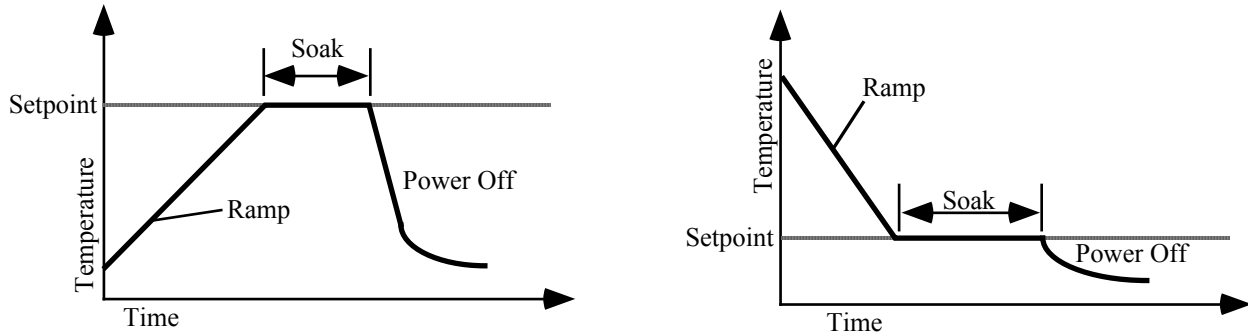 Soak
Setpoint
Temperature
Ramp
Power Off
Time
Ramp
Temperature
Soak
Setpoint
Power Off
Time